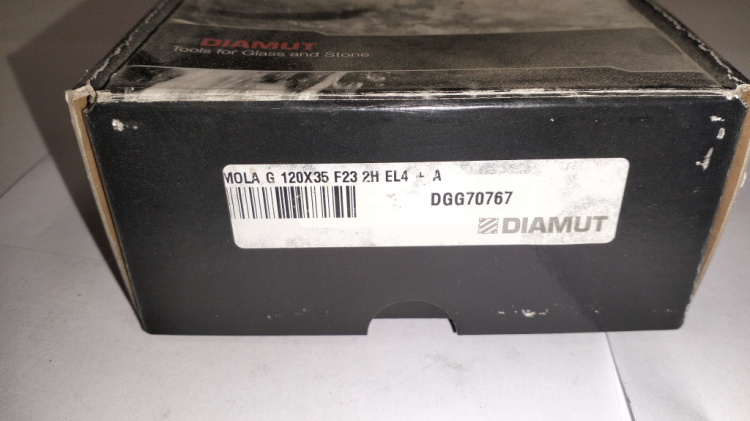 DIAMUT
Tools for Glass and Stone
MOLA G 120X35 F23 2H EL4 + A
DGG70767
DIAMUT